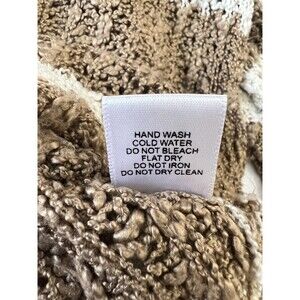 HAND WASH
COLD WATER
DO NOT BLEACH
FLAT DRY
DO NOT IRON
DO NOT DRY CLEAN